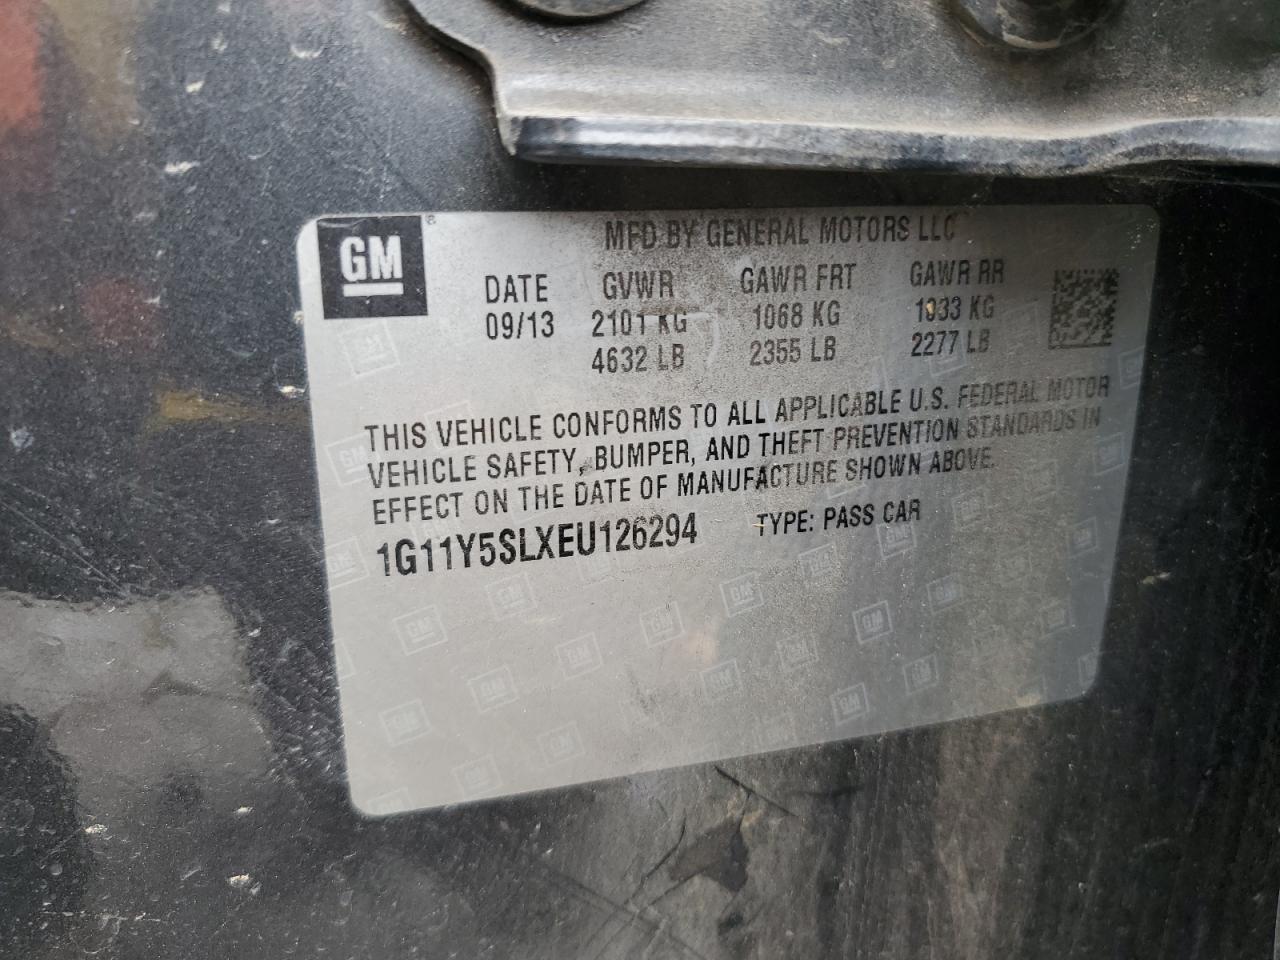 GM
MFD BY GENERAL MOTORS LLC
DATE GVWR GAWR FRT GAWR RR
09/13 2101 KG 1068 KG 1033 KG
4632 LB 2355 LB 2277 LB
THIS VEHICLE CONFORMS TO ALL APPLICABLE U.S. FEDERAL MOTOR
VEHICLE SAFETY, BUMPER, AND THEFT PREVENTION STANDARDS IN
EFFECT ON THE DATE OF MANUFACTURE SHOWN ABOVE.
1G11Y5SLXEU126294 TYPE: PASS CAR